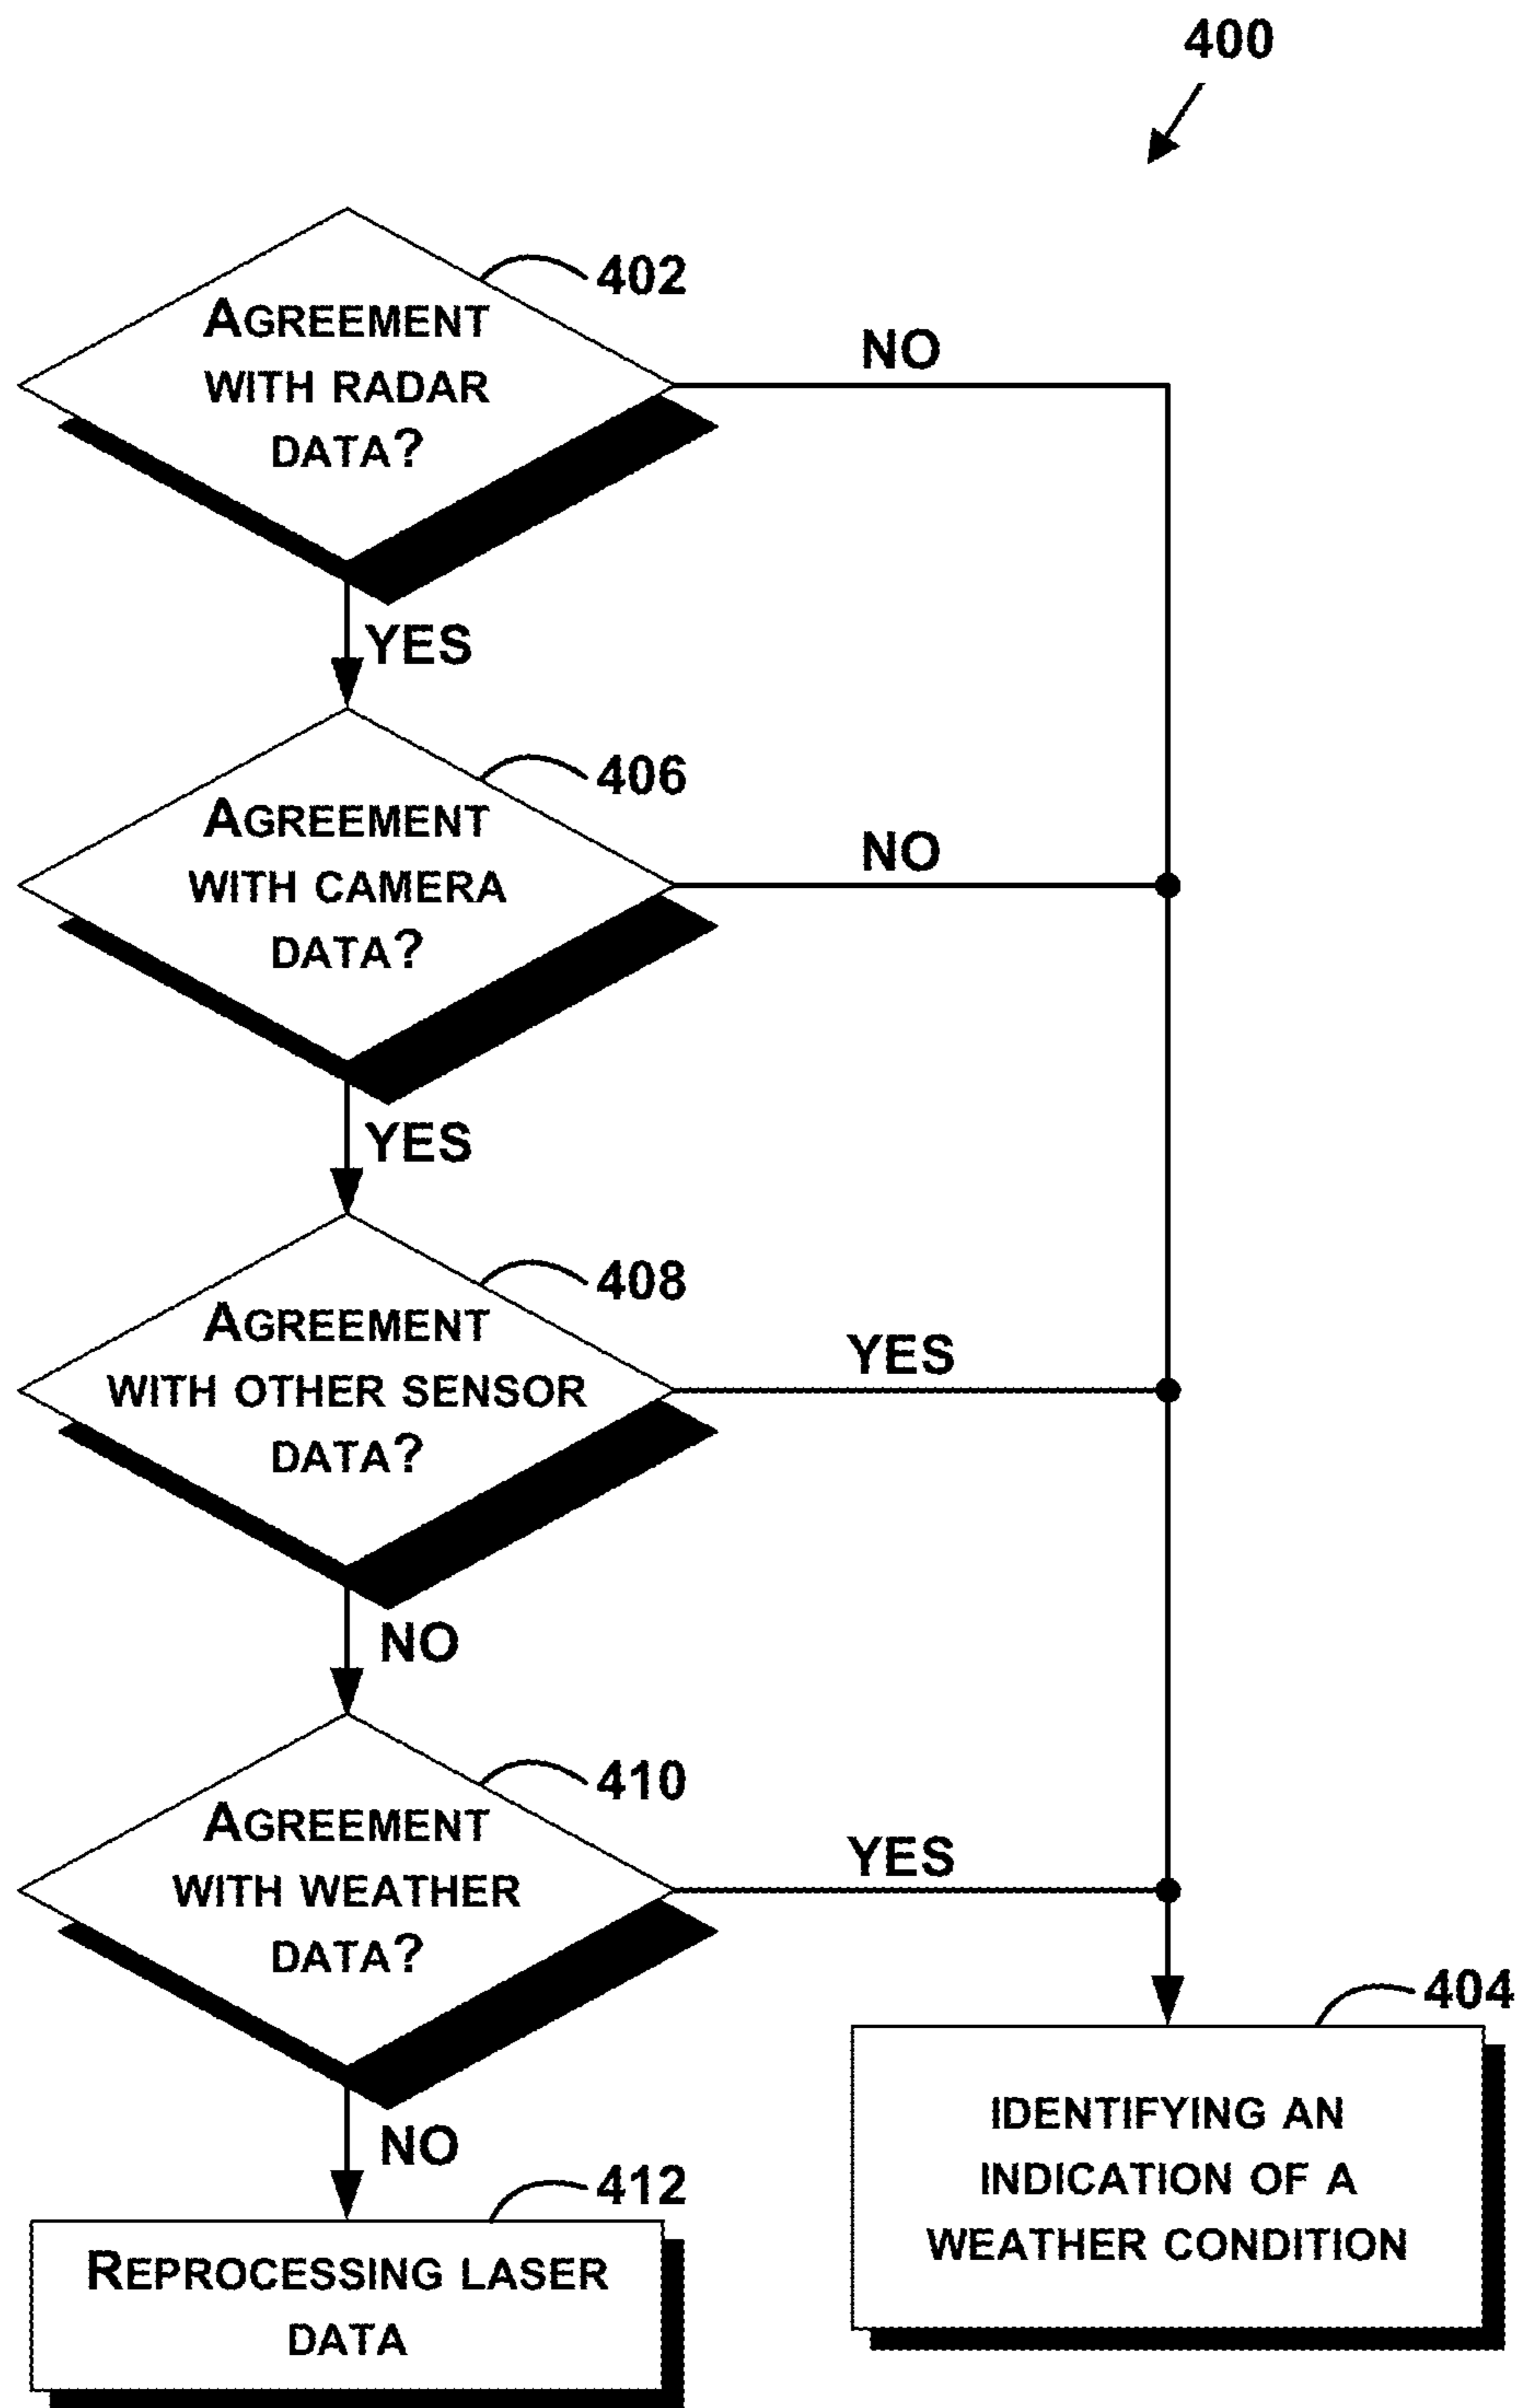 400
402
AGREEMENT
WITH RADAR
DATA?
NO
YES
406
AGREEMENT
WITH CAMERA
DATA?
NO
YES
408
AGREEMENT
WITH OTHER SENSOR
DATA?
YES
NO
410
AGREEMENT
WITH WEATHER
DATA?
YES
NO
404
IDENTIFYING AN
INDICATION OF A
WEATHER CONDITION
412
REPROCESSING LASER
DATA